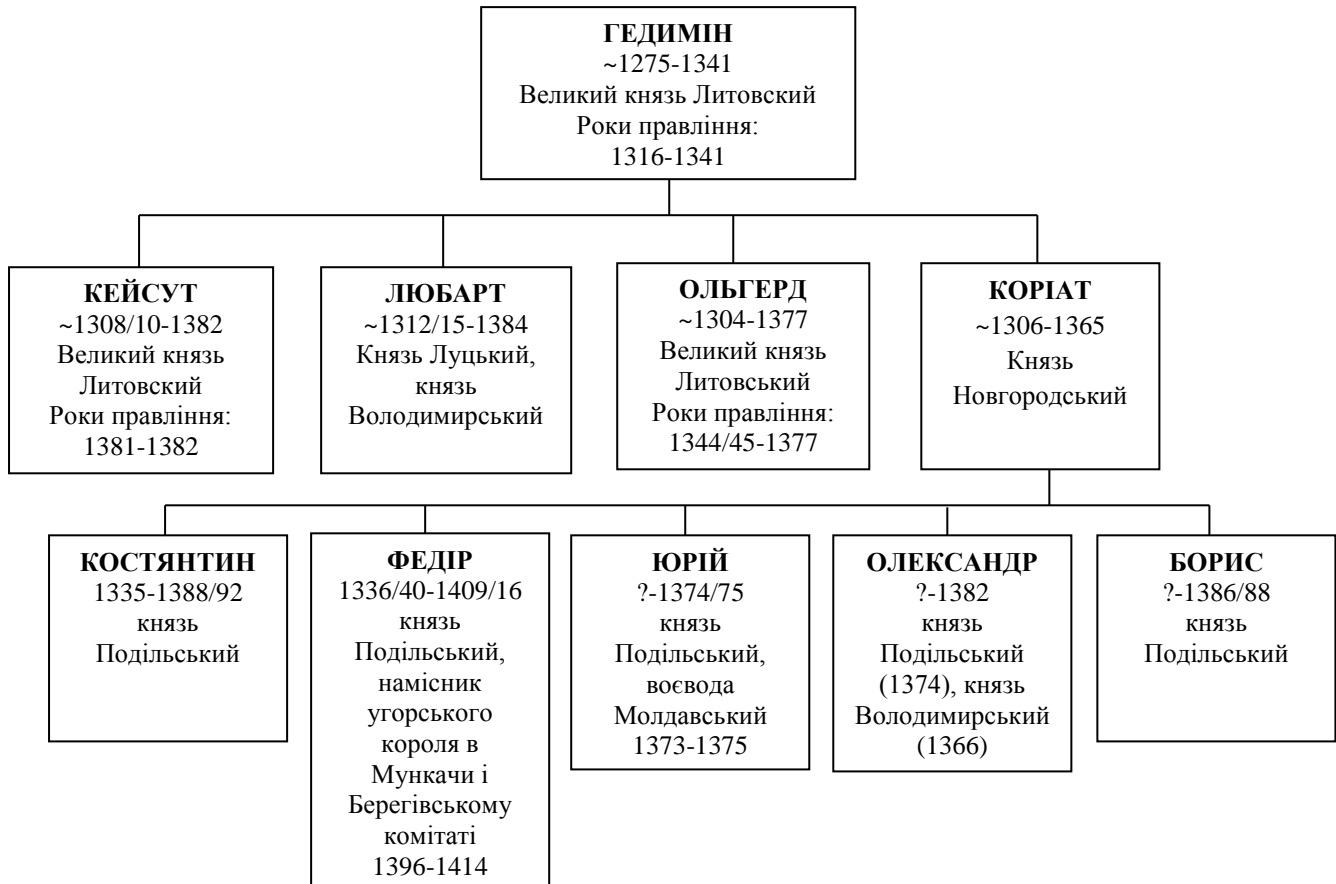 ГЕДИМІН
~1275-1341
Великий князь Литовский
Роки правління:
1316-1341
КЕЙСУТ
~1308/10-1382
Великий князь
Литовский
Роки правління:
1381-1382
ЛЮБАРТ
~1312/15-1384
Князь Луцький,
князь
Володимирський
ОЛЬГЕРД
~1304-1377
Великий князь
Литовський
Роки правління:
1344/45-1377
КОРІАТ
~1306-1365
Князь
Новгородський
КОСТЯНТИН
1335-1388/92
князь
Подільський
ФЕДІР
1336/40-1409/16
князь
Подільський,
намісник
угорського
короля в
Мункачи і
Берегівському
комітаті
1396-1414
ЮРІЙ
?-1374/75
князь
Подільський,
воєвода
Молдавський
1373-1375
ОЛЕКСАНДР
?-1382
князь
Подільський
(1374), князь
Володимирський
(1366)
БОРИС
?-1386/88
князь
Подільський